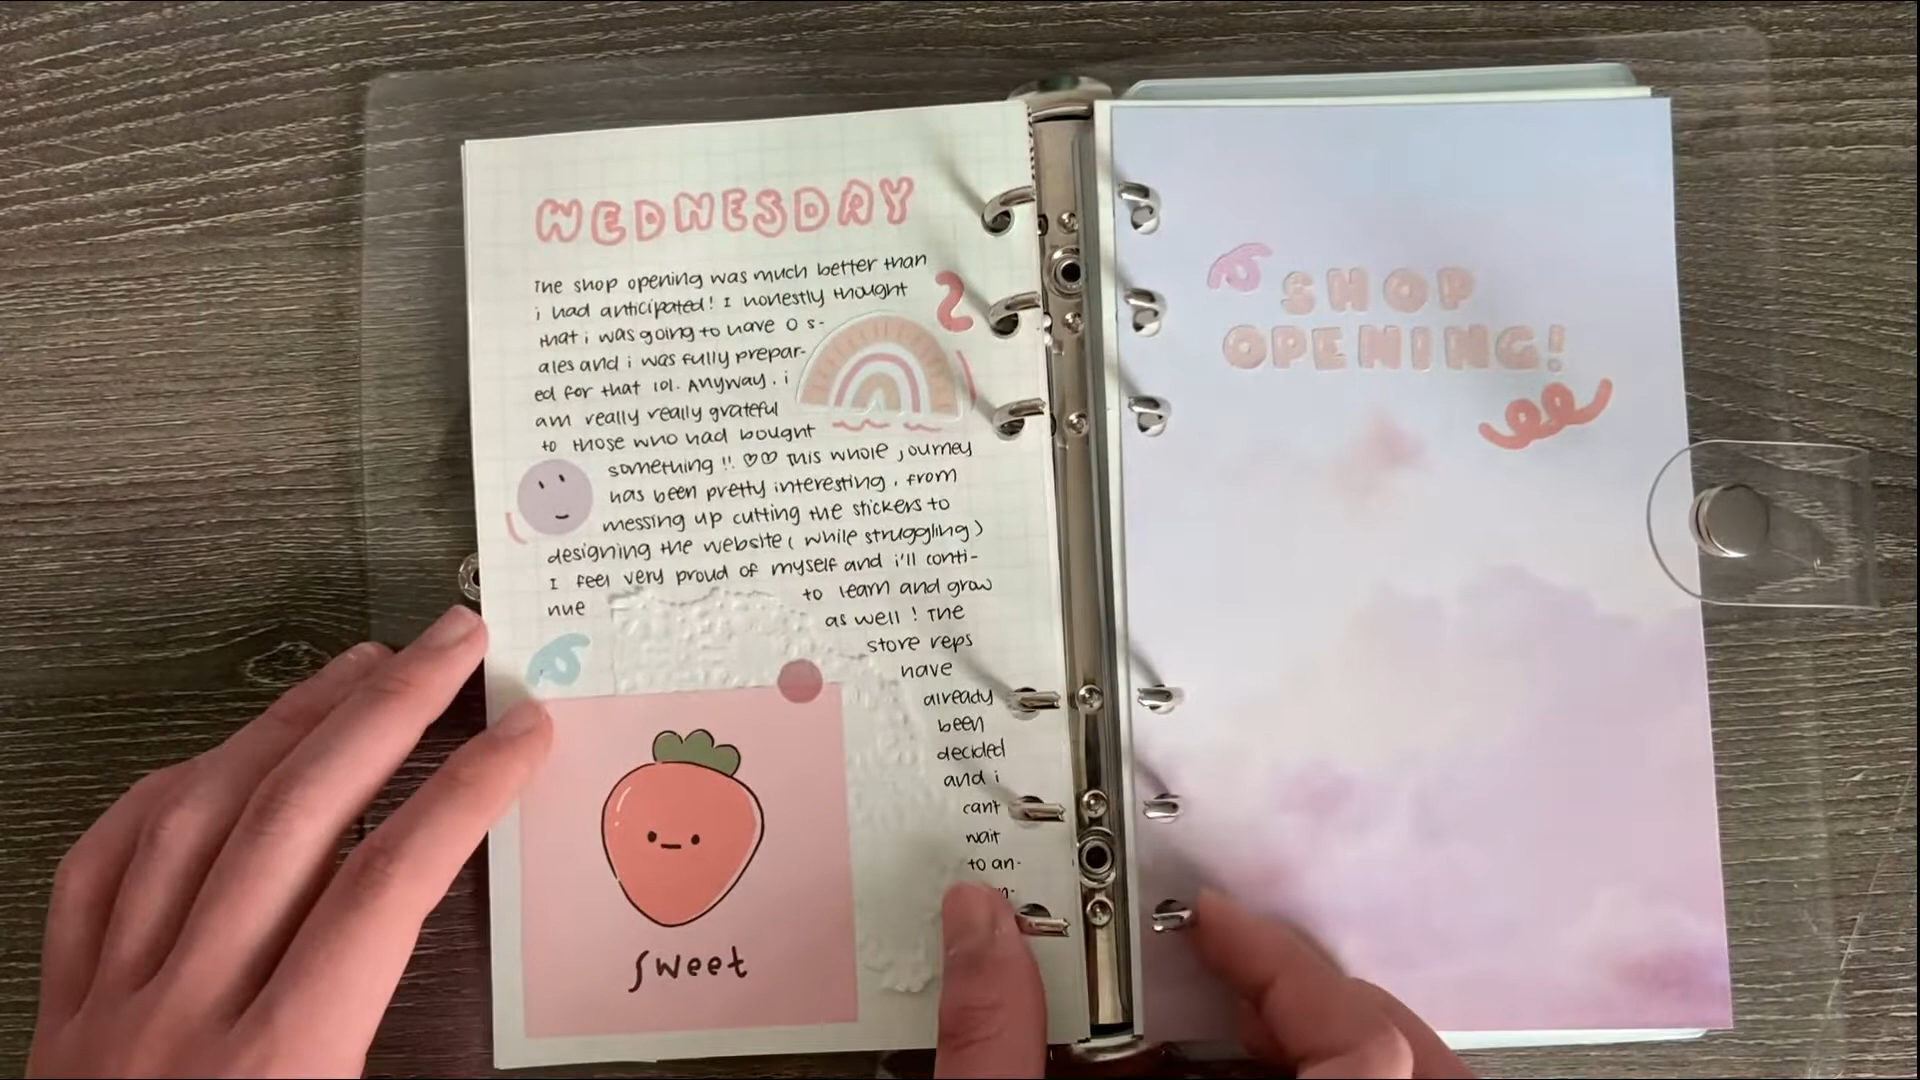 WEDNESDAY
The shop opening was much better than
i had anticipated! I honestly thought
that i was going to have 0 s-
ales and i was fully prepar-
ed for that lol. Anyway, i
am really really grateful
to those who had bought
something!! ♡♡ This whole journey
has been pretty interesting, from
messing up cutting the stickers to
designing the website (while struggling)
I feel very proud of myself and i'll conti-
nue to learn and grow
as well! The
store reps
have
already
been
decided
and i
cant
wait
to an-
sweet
SHOP
OPENING!